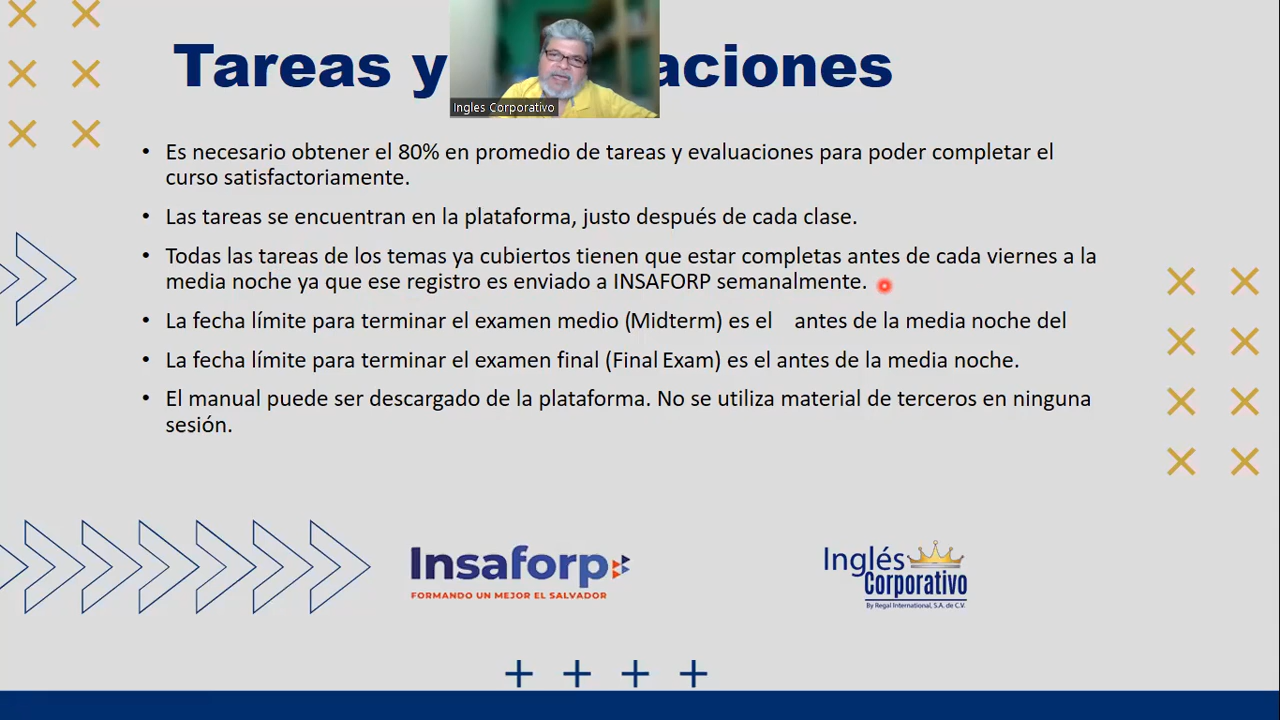 Tareas y aciones
Ingles Corporativo
• Es necesario obtener el 80% en promedio de tareas y evaluaciones para poder completar el
curso satisfactoriamente.
• Las tareas se encuentran en la plataforma, justo después de cada clase.
• Todas las tareas de los temas ya cubiertos tienen que estar completas antes de cada viernes a la
media noche ya que ese registro es enviado a INSAFORP semanalmente.
• La fecha límite para terminar el examen medio (Midterm) es el antes de la media noche del
• La fecha límite para terminar el examen final (Final Exam) es el antes de la media noche.
• El manual puede ser descargado de la plataforma. No se utiliza material de terceros en ninguna
sesión.
Insaforp
FORMANDO UN MEJOR EL SALVADOR
Inglés
Corporativo
By Regal International, S.A. de C.V.